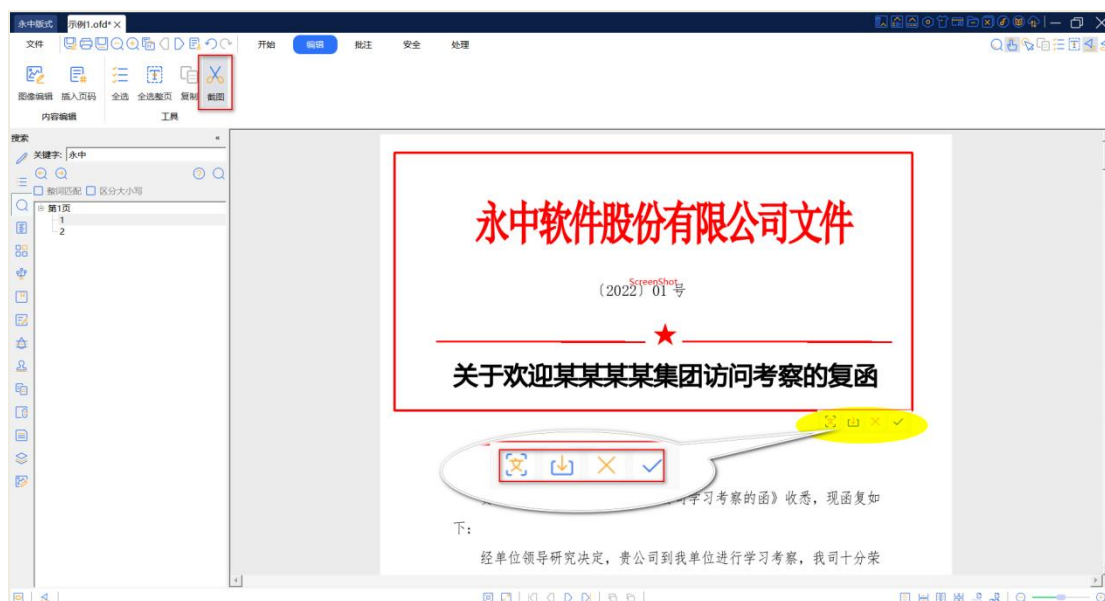 永中版式 示例1.ofd* ×
文件 开始 编辑 批注 安全 处理
图像编辑 插入页码 全选 全选整页 复制 截图
内容编辑 工具
搜索
关键字: 永中
整词匹配 区分大小写
第1页
1
2
永中软件股份有限公司文件
ScreenShot
〔2022〕01 号
关于欢迎某某某某集团访问考察的复函
文
学习考察的函》收悉，现函复如
下：
经单位领导研究决定，贵公司到我单位进行学习考察，我司十分荣